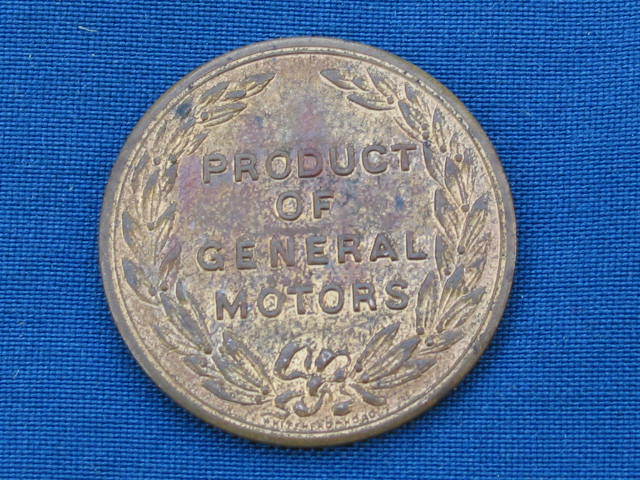 PRODUCT
OF
GENERAL
MOTORS